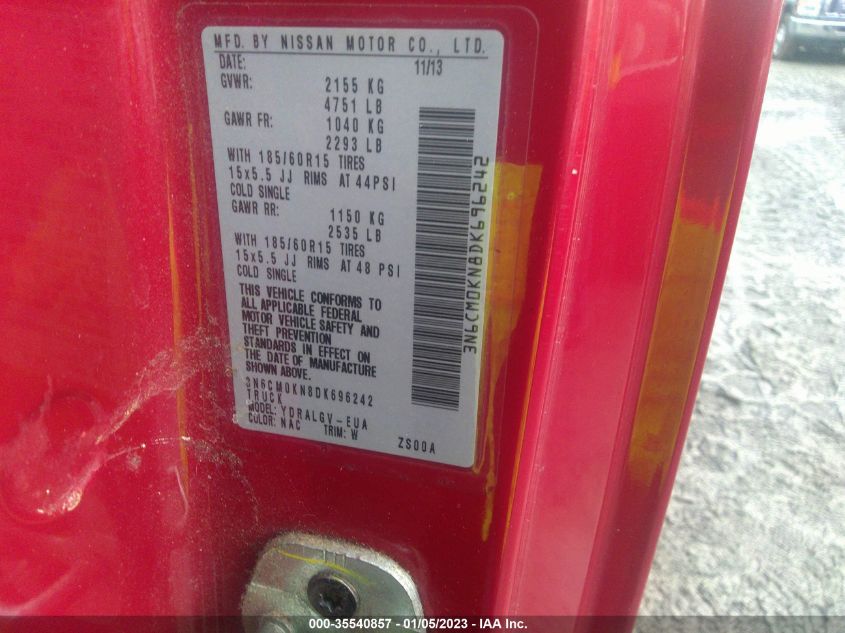 MFD. BY NISSAN MOTOR CO., LTD.
DATE: 11/13
GVWR: 2155 KG
4751 LB
GAWR FR: 1040 KG
2293 LB
WITH 185/60R15 TIRES
15x5.5 JJ RIMS AT 44PSI
COLD SINGLE
GAWR RR: 1150 KG
2535 LB
WITH 185/60R15 TIRES
15x5.5 JJ RIMS AT 48 PSI
COLD SINGLE
THIS VEHICLE CONFORMS TO
ALL APPLICABLE FEDERAL
MOTOR VEHICLE SAFETY AND
THEFT PREVENTION
STANDARDS IN EFFECT ON
THE DATE OF MANUFACTURE
SHOWN ABOVE.
3N6CM0KN8DK696242
TRUCK
MODEL: YDRALGV-EUA
COLOR: NAC TRIM: W ZS00A
3N6CM0KN8DK696242
000-35540857 - 01/05/2023 - IAA Inc.